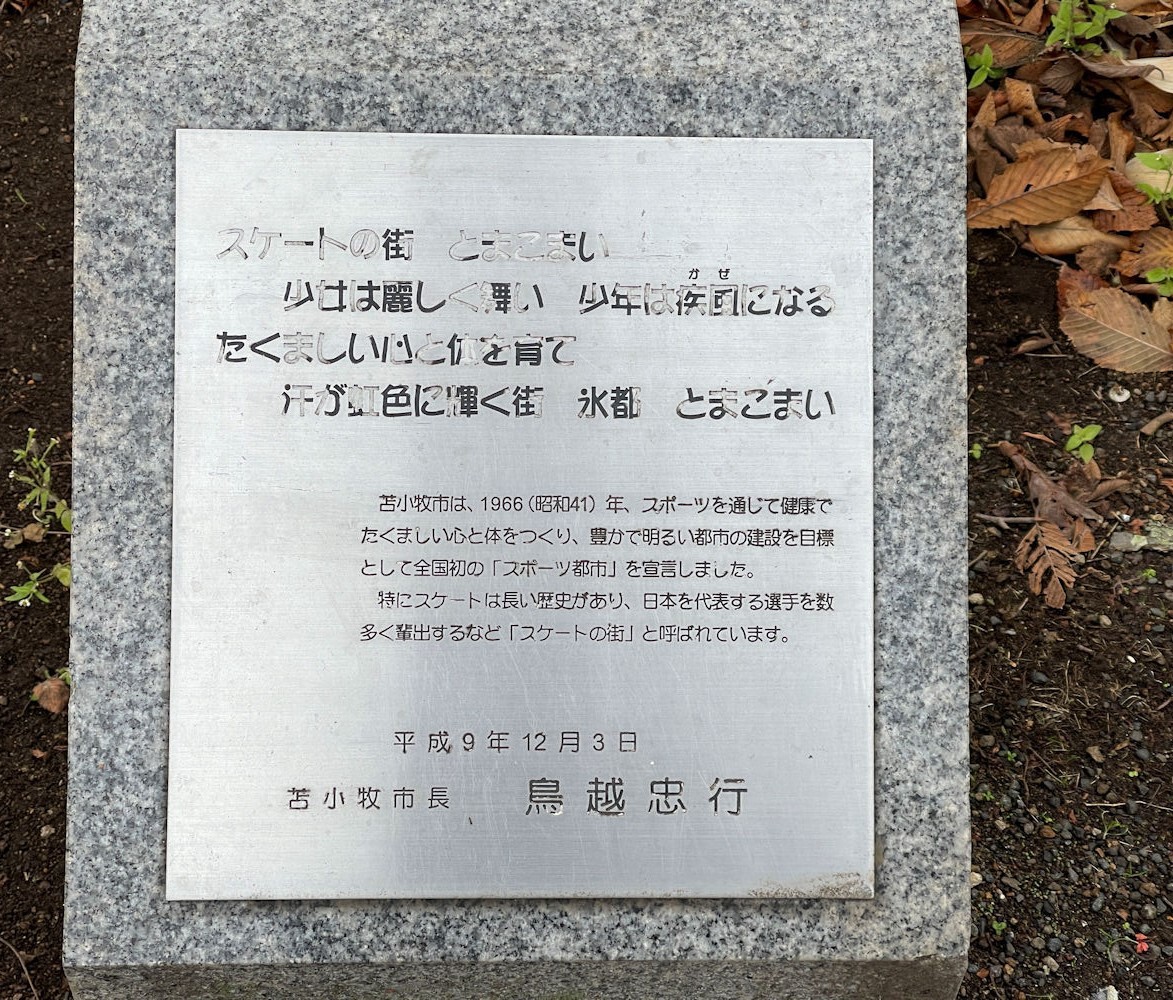 スケートの街　とまこまい
少女は麗しく舞い　少年は疾風になる
かぜ
たくましい心と体を育て
汗が虹色に輝く街　氷都　とまこまい
苫小牧市は、1966（昭和41）年、スポーツを通じて健康で
たくましい心と体をつくり、豊かで明るい都市の建設を目標
として全国初の「スポーツ都市」を宣言しました。
特にスケートは長い歴史があり、日本を代表する選手を数
多く輩出するなど「スケートの街」と呼ばれています。
平成9年12月3日
苫小牧市長　鳥越忠行